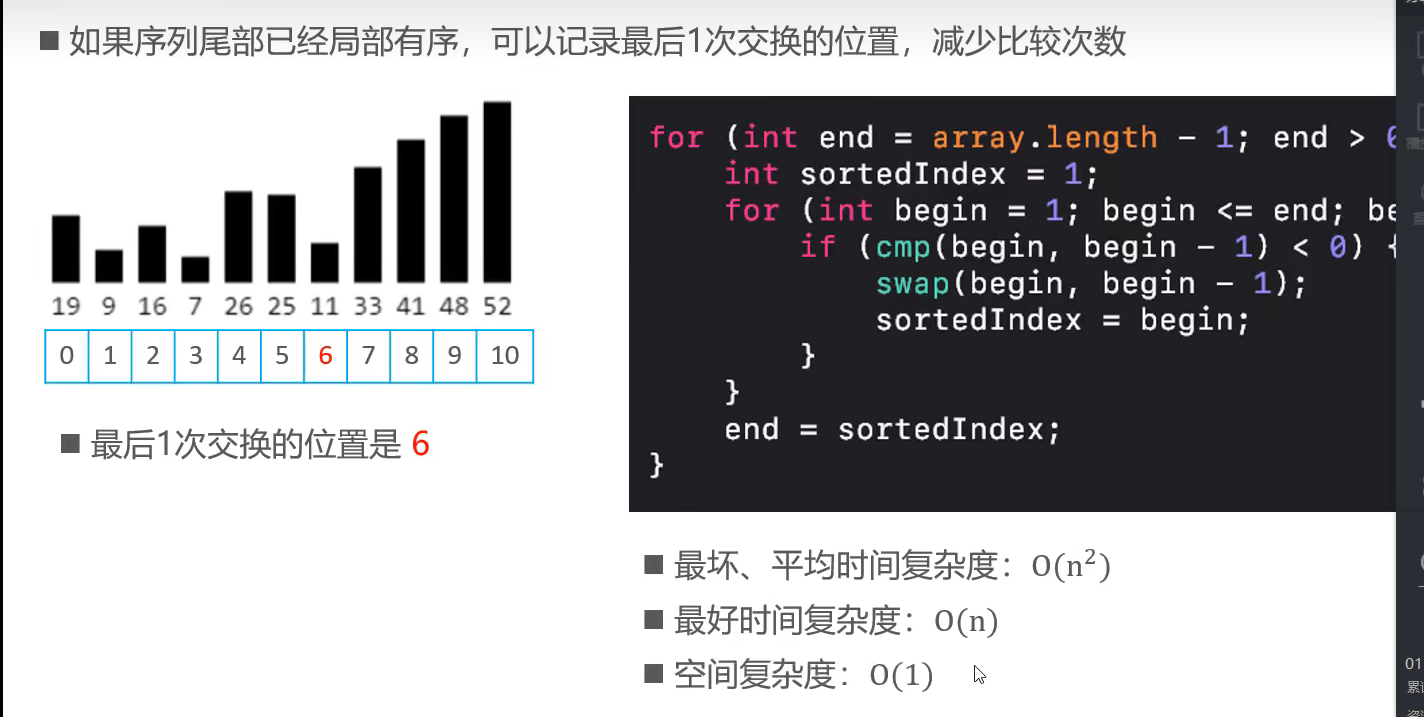 ■ 如果序列尾部已经局部有序，可以记录最后1次交换的位置，减少比较次数
19 9 16 7 26 25 11 33 41 48 52
0 1 2 3 4 5 6 7 8 9 10
■ 最后1次交换的位置是 6
for (int end = array.length - 1; end >
int sortedIndex = 1;
for (int begin = 1; begin <= end;
if (cmp(begin, begin - 1) < 0) {
swap(begin, begin - 1);
sortedIndex = begin;
}
}
end = sortedIndex;
}
■ 最坏、平均时间复杂度：O(n²)
■ 最好时间复杂度：O(n)
■ 空间复杂度：O(1)
01